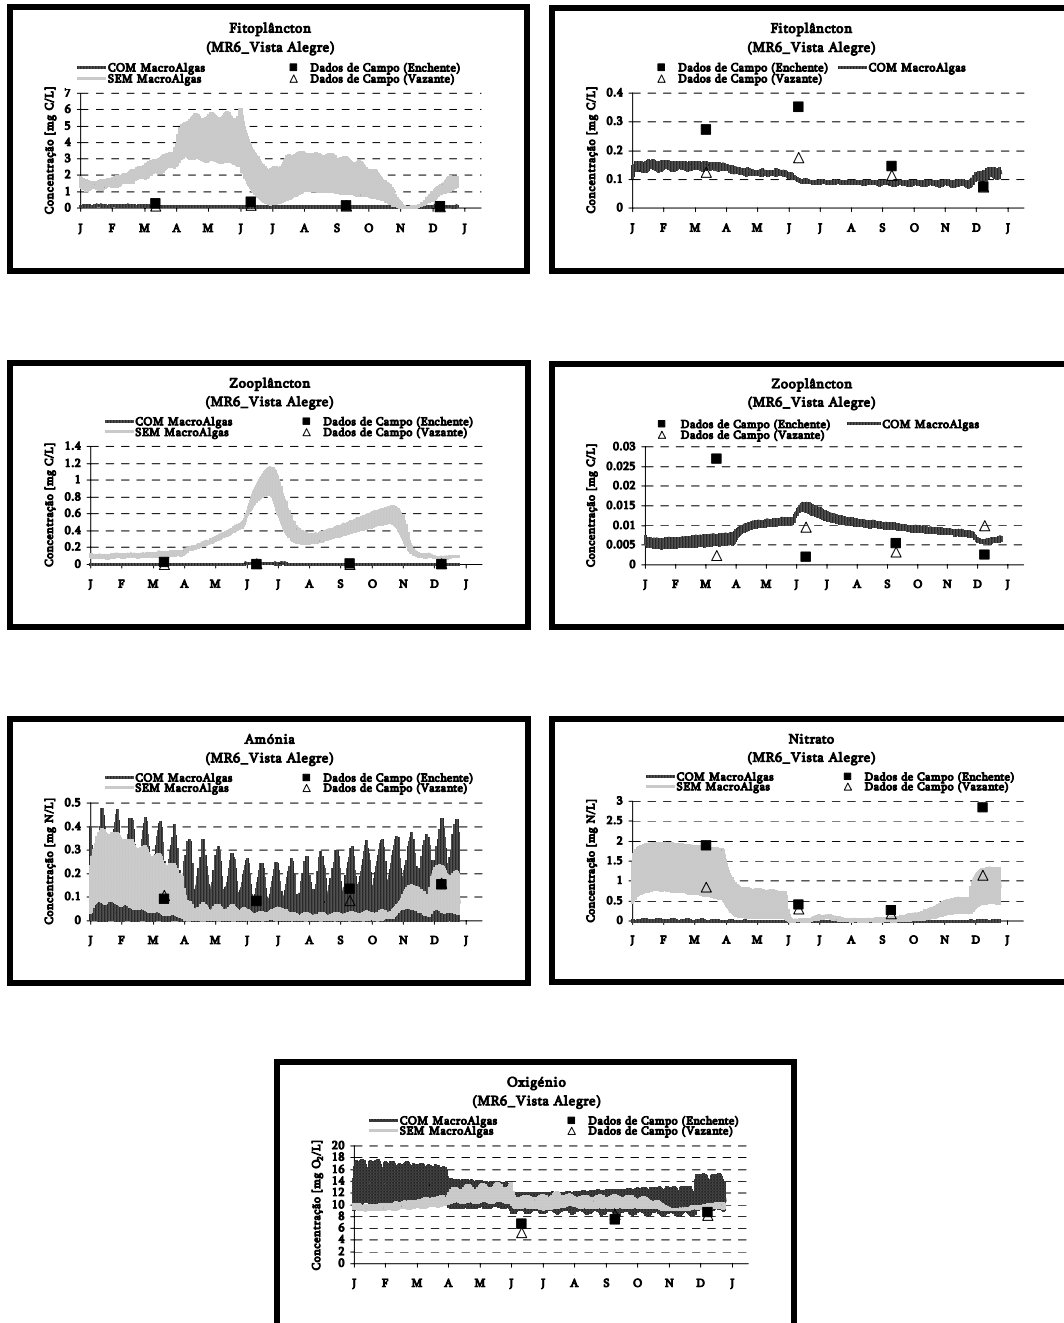 Fitoplâncton
(MR6_Vista Alegre)
COM MacroAlgas
Dados de Campo (Enchente)
SEM MacroAlgas
Dados de Campo (Vazante)
Concentração [mg C/L]
7
6
5
4
3
2
1
0
J F M A M J J A S O N D J
Fitoplâncton
(MR6_Vista Alegre)
Dados de Campo (Enchente)
COM MacroAlgas
Dados de Campo (Vazante)
Concentração [mg C/L]
0.4
0.3
0.2
0.1
0
J F M A M J J A S O N D J
Zooplâncton
(MR6_Vista Alegre)
COM MacroAlgas
Dados de Campo (Enchente)
SEM MacroAlgas
Dados de Campo (Vazante)
Concentração [mg C/L]
1.4
1.2
1
0.8
0.6
0.4
0.2
0
J F M A M J J A S O N D J
Zooplâncton
(MR6_Vista Alegre)
Dados de Campo (Enchente)
COM MacroAlgas
Dados de Campo (Vazante)
Concentração [mg C/L]
0.03
0.025
0.02
0.015
0.01
0.005
0
J F M A M J J A S O N D J
Amónia
(MR6_Vista Alegre)
COM MacroAlgas
Dados de Campo (Enchente)
SEM MacroAlgas
Dados de Campo (Vazante)
Concentração [mg N/L]
0.5
0.4
0.3
0.2
0.1
0
J F M A M J J A S O N D J
Nitrato
(MR6_Vista Alegre)
COM MacroAlgas
Dados de Campo (Enchente)
SEM MacroAlgas
Dados de Campo (Vazante)
Concentração [mg N/L]
3
2.5
2
1.5
1
0.5
0
J F M A M J J A S O N D J
Oxigénio
(MR6_Vista Alegre)
COM MacroAlgas
Dados de Campo (Enchente)
SEM MacroAlgas
Dados de Campo (Vazante)
Concentração [mg O₂/L]
20
18
16
14
12
10
8
6
4
2
0
J F M A M J J A S O N D J